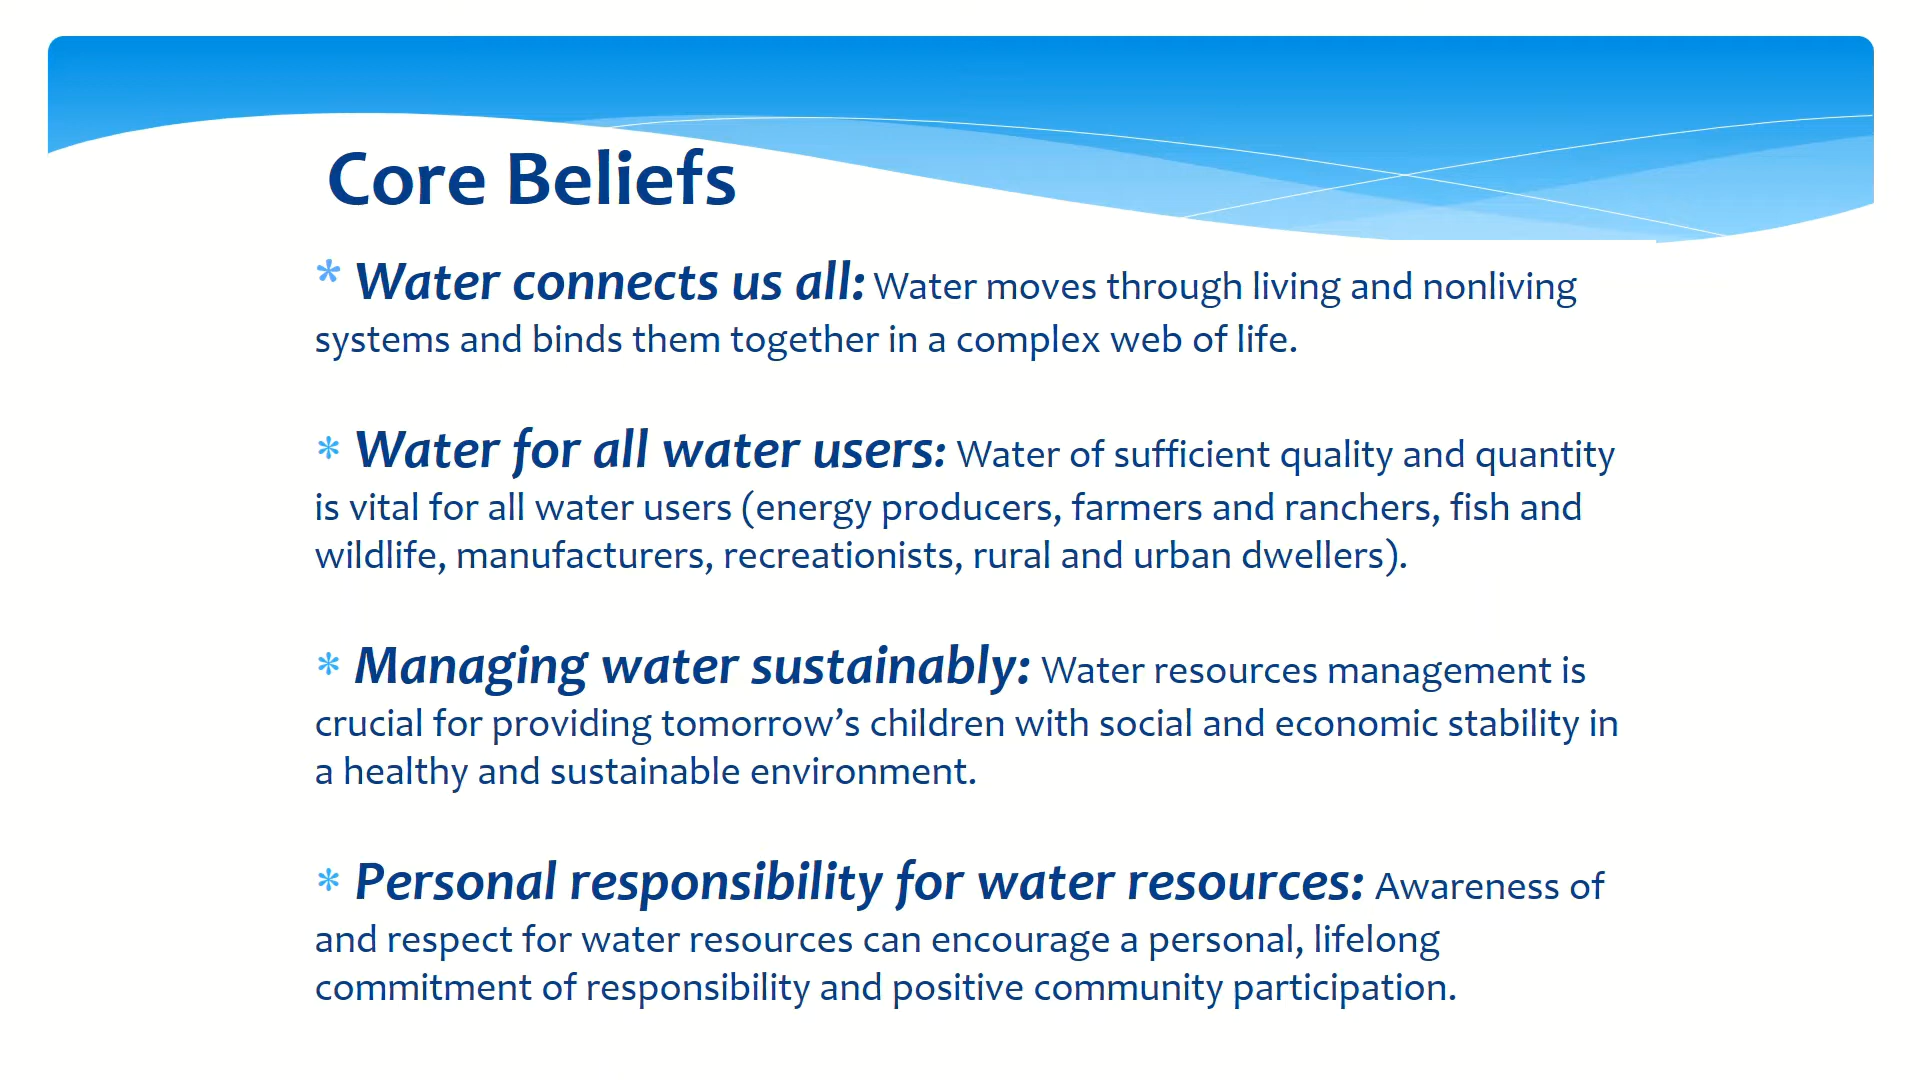 Core Beliefs
* Water connects us all: Water moves through living and nonliving
systems and binds them together in a complex web of life.
* Water for all water users: Water of sufficient quality and quantity
is vital for all water users (energy producers, farmers and ranchers, fish and
wildlife, manufacturers, recreationists, rural and urban dwellers).
* Managing water sustainably: Water resources management is
crucial for providing tomorrow’s children with social and economic stability in
a healthy and sustainable environment.
* Personal responsibility for water resources: Awareness of
and respect for water resources can encourage a personal, lifelong
commitment of responsibility and positive community participation.